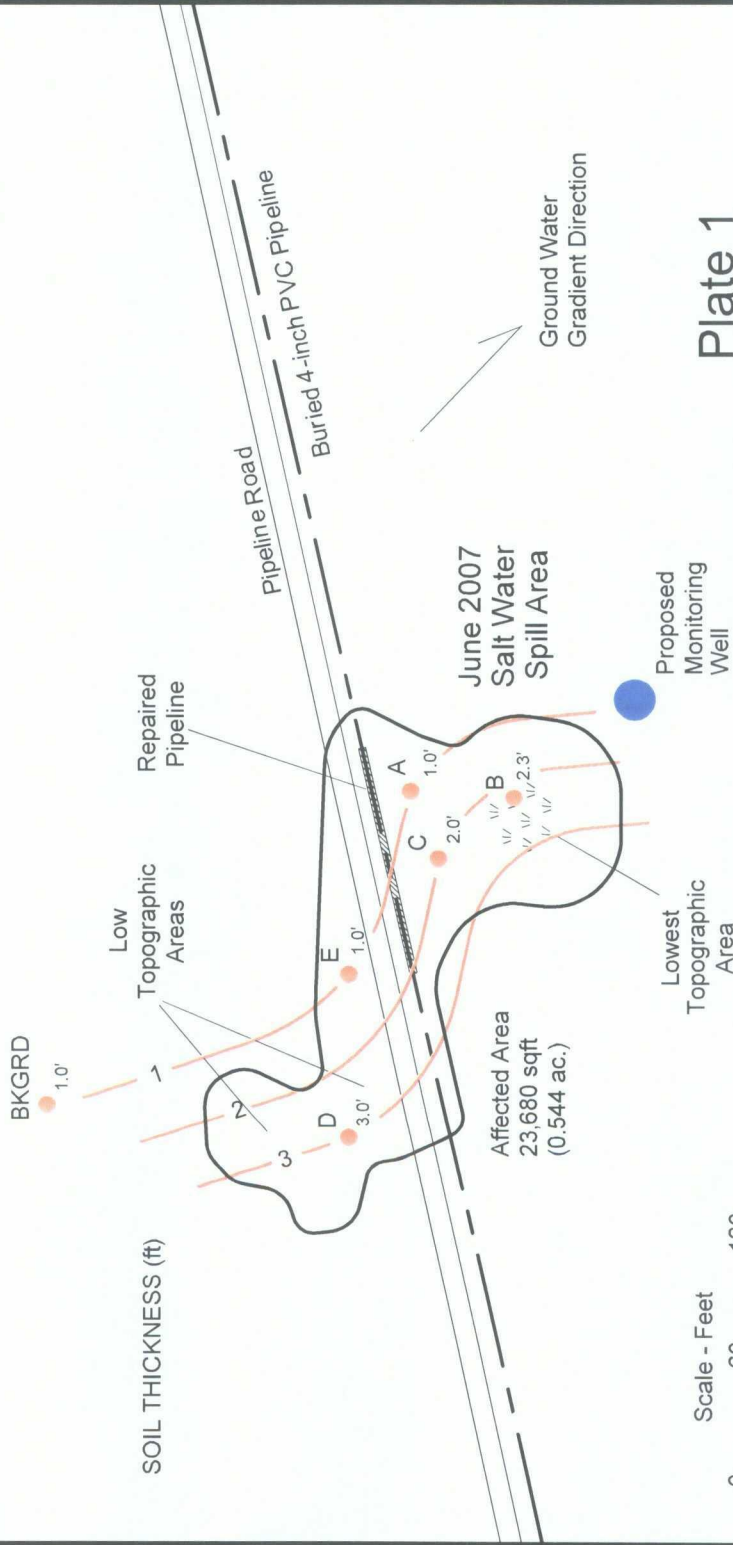 BKGRD
1.0'
SOIL THICKNESS (ft)
Low
Topographic
Areas
Repaired
Pipeline
Pipeline Road
Buried 4-inch PVC Pipeline
1
2
3
D
3.0'
E
1.0'
A
1.0'
C
2.0'
B
2.3'
June 2007
Salt Water
Spill Area
Ground Water
Gradient Direction
Affected Area
23,680 sqft
(0.544 ac.)
Lowest
Topographic
Area
Proposed
Monitoring
Well
Scale - Feet
Plate 1